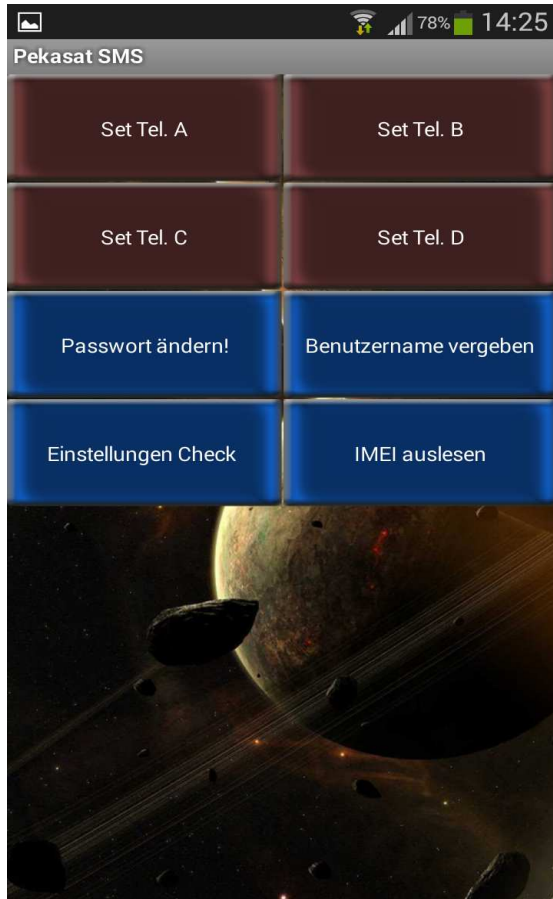 78% 14:25
Pekasat SMS
Set Tel. A
Set Tel. B
Set Tel. C
Set Tel. D
Passwort ändern!
Benutzername vergeben
Einstellungen Check
IMEI auslesen